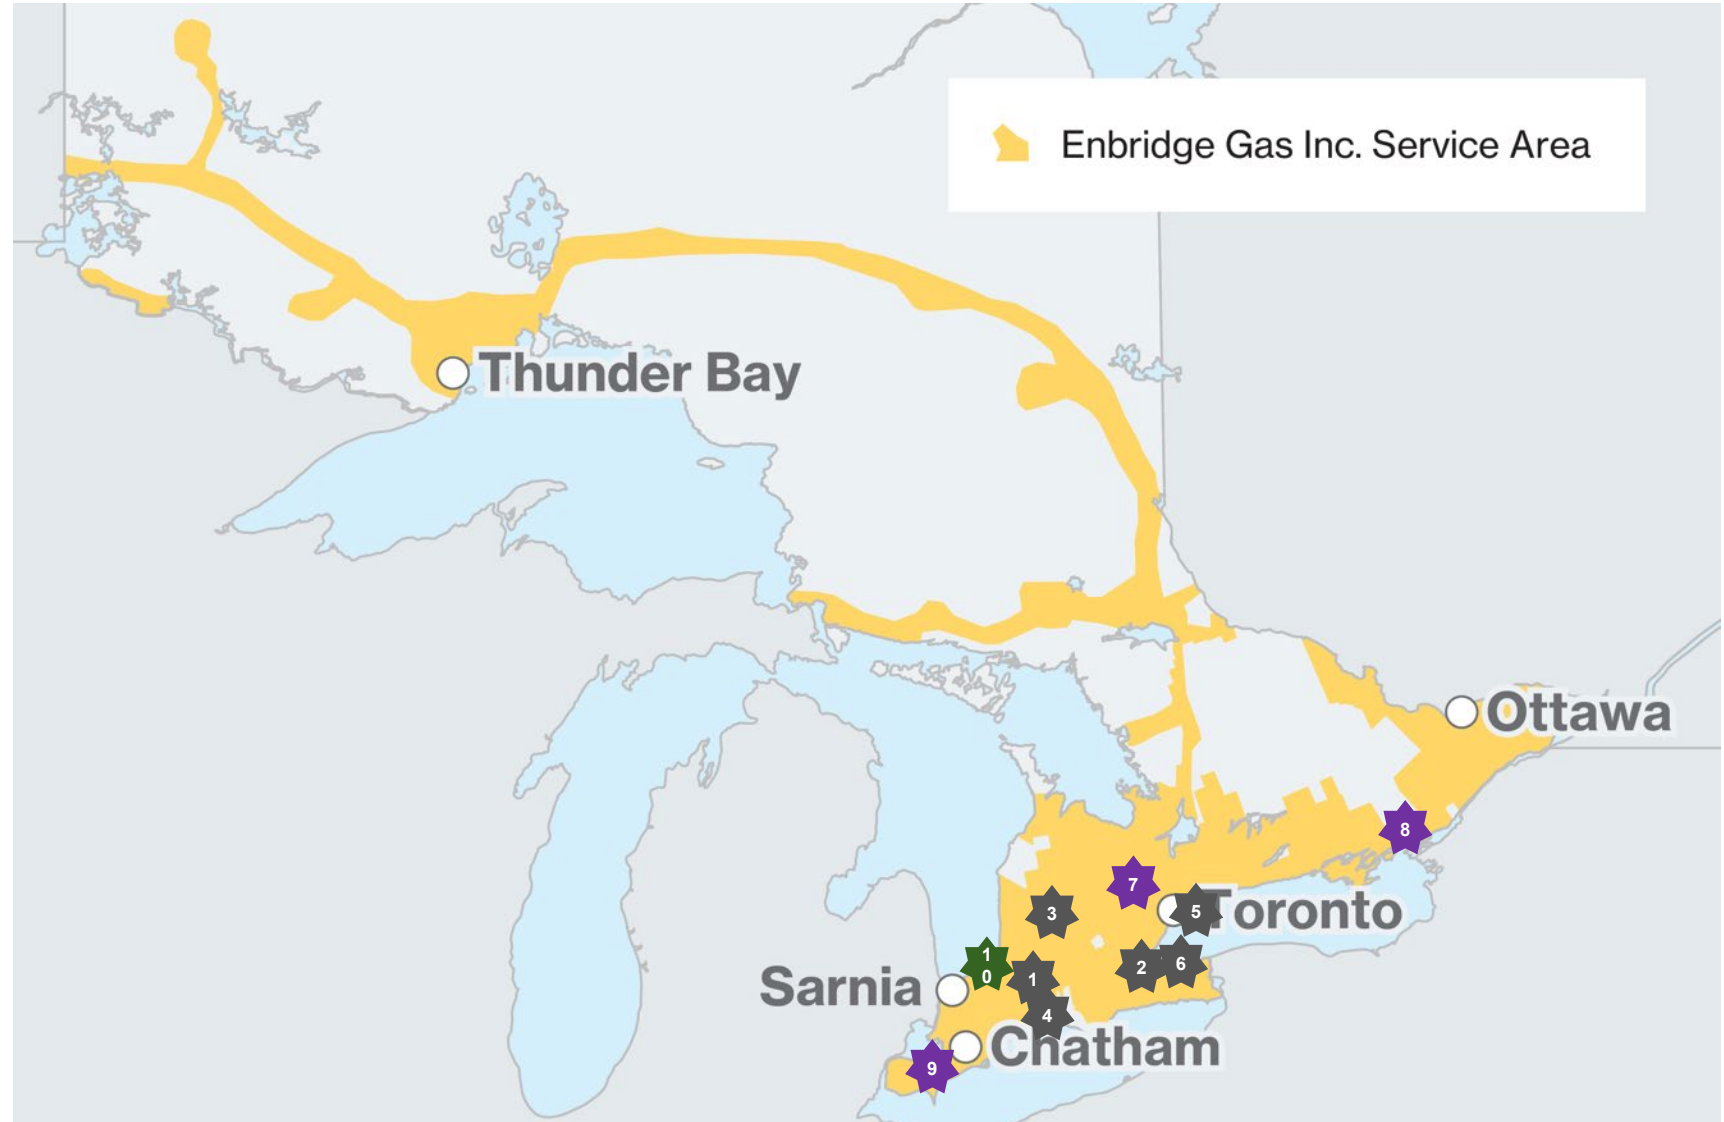 Enbridge Gas Inc. Service Area
Thunder Bay
Ottawa
8
7
3
5
Toronto
1
0
2
6
Sarnia
1
4
Chatham
9